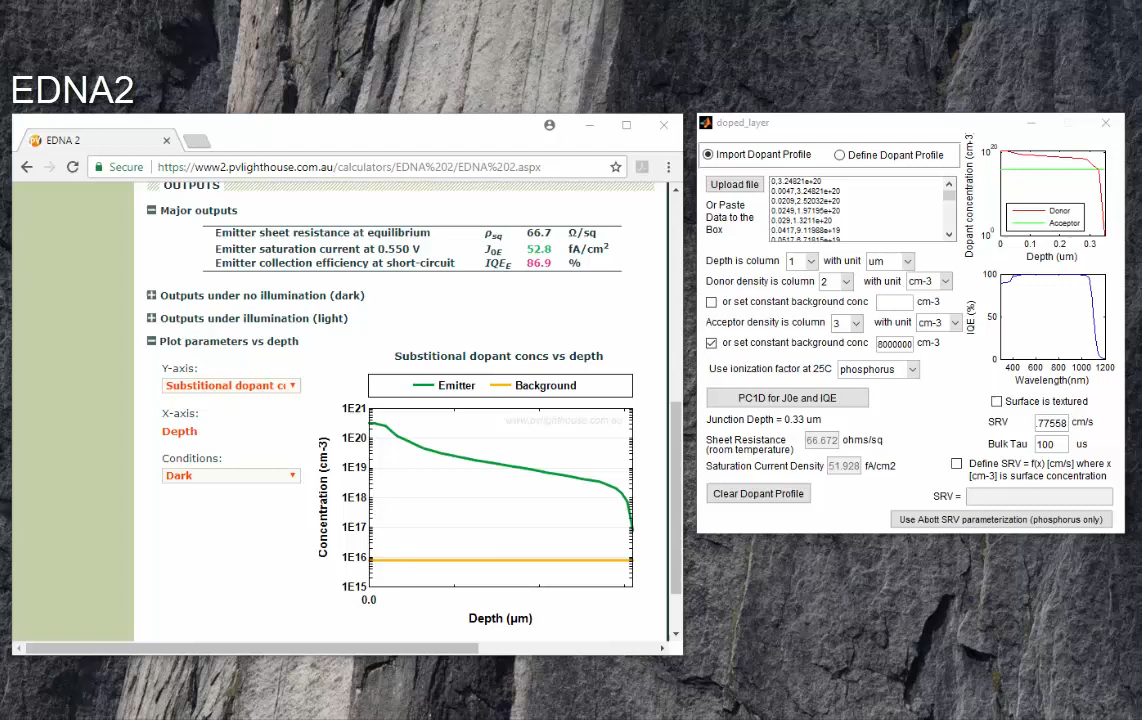 EDNA2
EDNA 2
Secure https://www2.pvlighthouse.com.au/calculators/EDNA%202/EDNA%202.aspx
OUTPUTS
Major outputs
Emitter sheet resistance at equilibrium ρsq 66.7 Ω/sq
Emitter saturation current at 0.550 V J0E 52.8 fA/cm2
Emitter collection efficiency at short-circuit IQEE 86.9 %
Outputs under no illumination (dark)
Outputs under illumination (light)
Plot parameters vs depth
Y-axis:
Substitional dopant co
X-axis:
Depth
Conditions:
Dark
Substitional dopant concs vs depth
Emitter Background
www.pvlighthouse.com.au
1E21
1E20
1E19
1E18
1E17
1E16
1E15
Concentration (cm-3)
0.0
Depth (µm)
doped_layer
Import Dopant Profile Define Dopant Profile
Upload file
Or Paste
Data to the
Box
0,3.24821e+20
0.0047,3.24821e+20
0.0209,2.52032e+20
0.0249,1.97195e+20
0.029,1.3211e+20
0.0417,9.11988e+19
0.0517,6.71815e+19
Depth is column 1 with unit um
Donor density is column 2 with unit cm-3
or set constant background conc cm-3
Acceptor density is column 3 with unit cm-3
or set constant background conc 8000000 cm-3
Use ionization factor at 25C phosphorus
PC1D for J0e and IQE
Junction Depth = 0.33 um
Sheet Resistance
(room temperature) 66.672 ohms/sq
Saturation Current Density 51.928 fA/cm2
Clear Dopant Profile
Dopant concentration (cm-3
10 20
10 0
Donor
Acceptor
0 0.1 0.2 0.3
Depth (um)
IQE (%)
100
50
0
400 600 800 1000 1200
Wavelength(nm)
Surface is textured
SRV .77558 cm/s
Bulk Tau 100 us
Define SRV = f(x) [cm/s] where x
[cm-3] is surface concentration
SRV =
Use Abott SRV parameterization (phosphorus only)